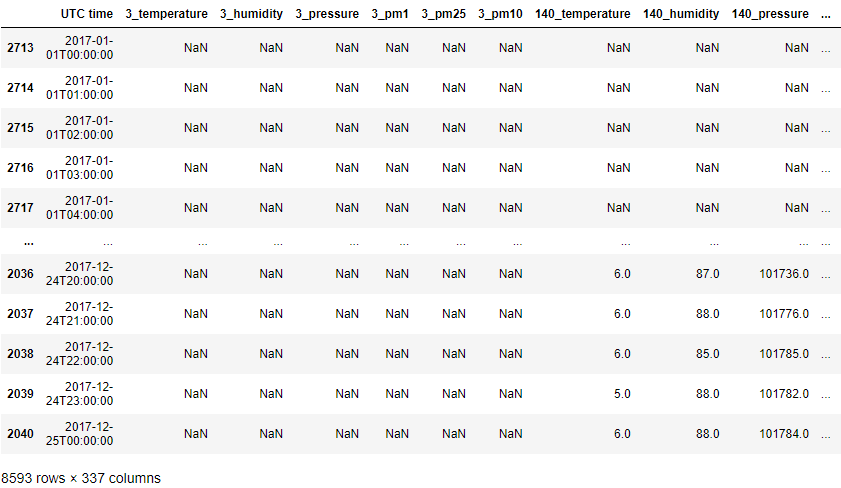 UTC time 3_temperature 3_humidity 3_pressure 3_pm1 3_pm25 3_pm10 140_temperature 140_humidity 140_pressure ...
2713 2017-01-01T00:00:00 NaN NaN NaN NaN NaN NaN NaN NaN NaN ...
2714 2017-01-01T01:00:00 NaN NaN NaN NaN NaN NaN NaN NaN NaN ...
2715 2017-01-01T02:00:00 NaN NaN NaN NaN NaN NaN NaN NaN NaN ...
2716 2017-01-01T03:00:00 NaN NaN NaN NaN NaN NaN NaN NaN NaN ...
2717 2017-01-01T04:00:00 NaN NaN NaN NaN NaN NaN NaN NaN NaN ...
... ... ... ... ... ... ... ... ... ... ... ...
2036 2017-12-24T20:00:00 NaN NaN NaN NaN NaN NaN 6.0 87.0 101736.0 ...
2037 2017-12-24T21:00:00 NaN NaN NaN NaN NaN NaN 6.0 88.0 101776.0 ...
2038 2017-12-24T22:00:00 NaN NaN NaN NaN NaN NaN 6.0 85.0 101785.0 ...
2039 2017-12-24T23:00:00 NaN NaN NaN NaN NaN NaN 5.0 88.0 101782.0 ...
2040 2017-12-25T00:00:00 NaN NaN NaN NaN NaN NaN 6.0 88.0 101784.0 ...
8593 rows × 337 columns